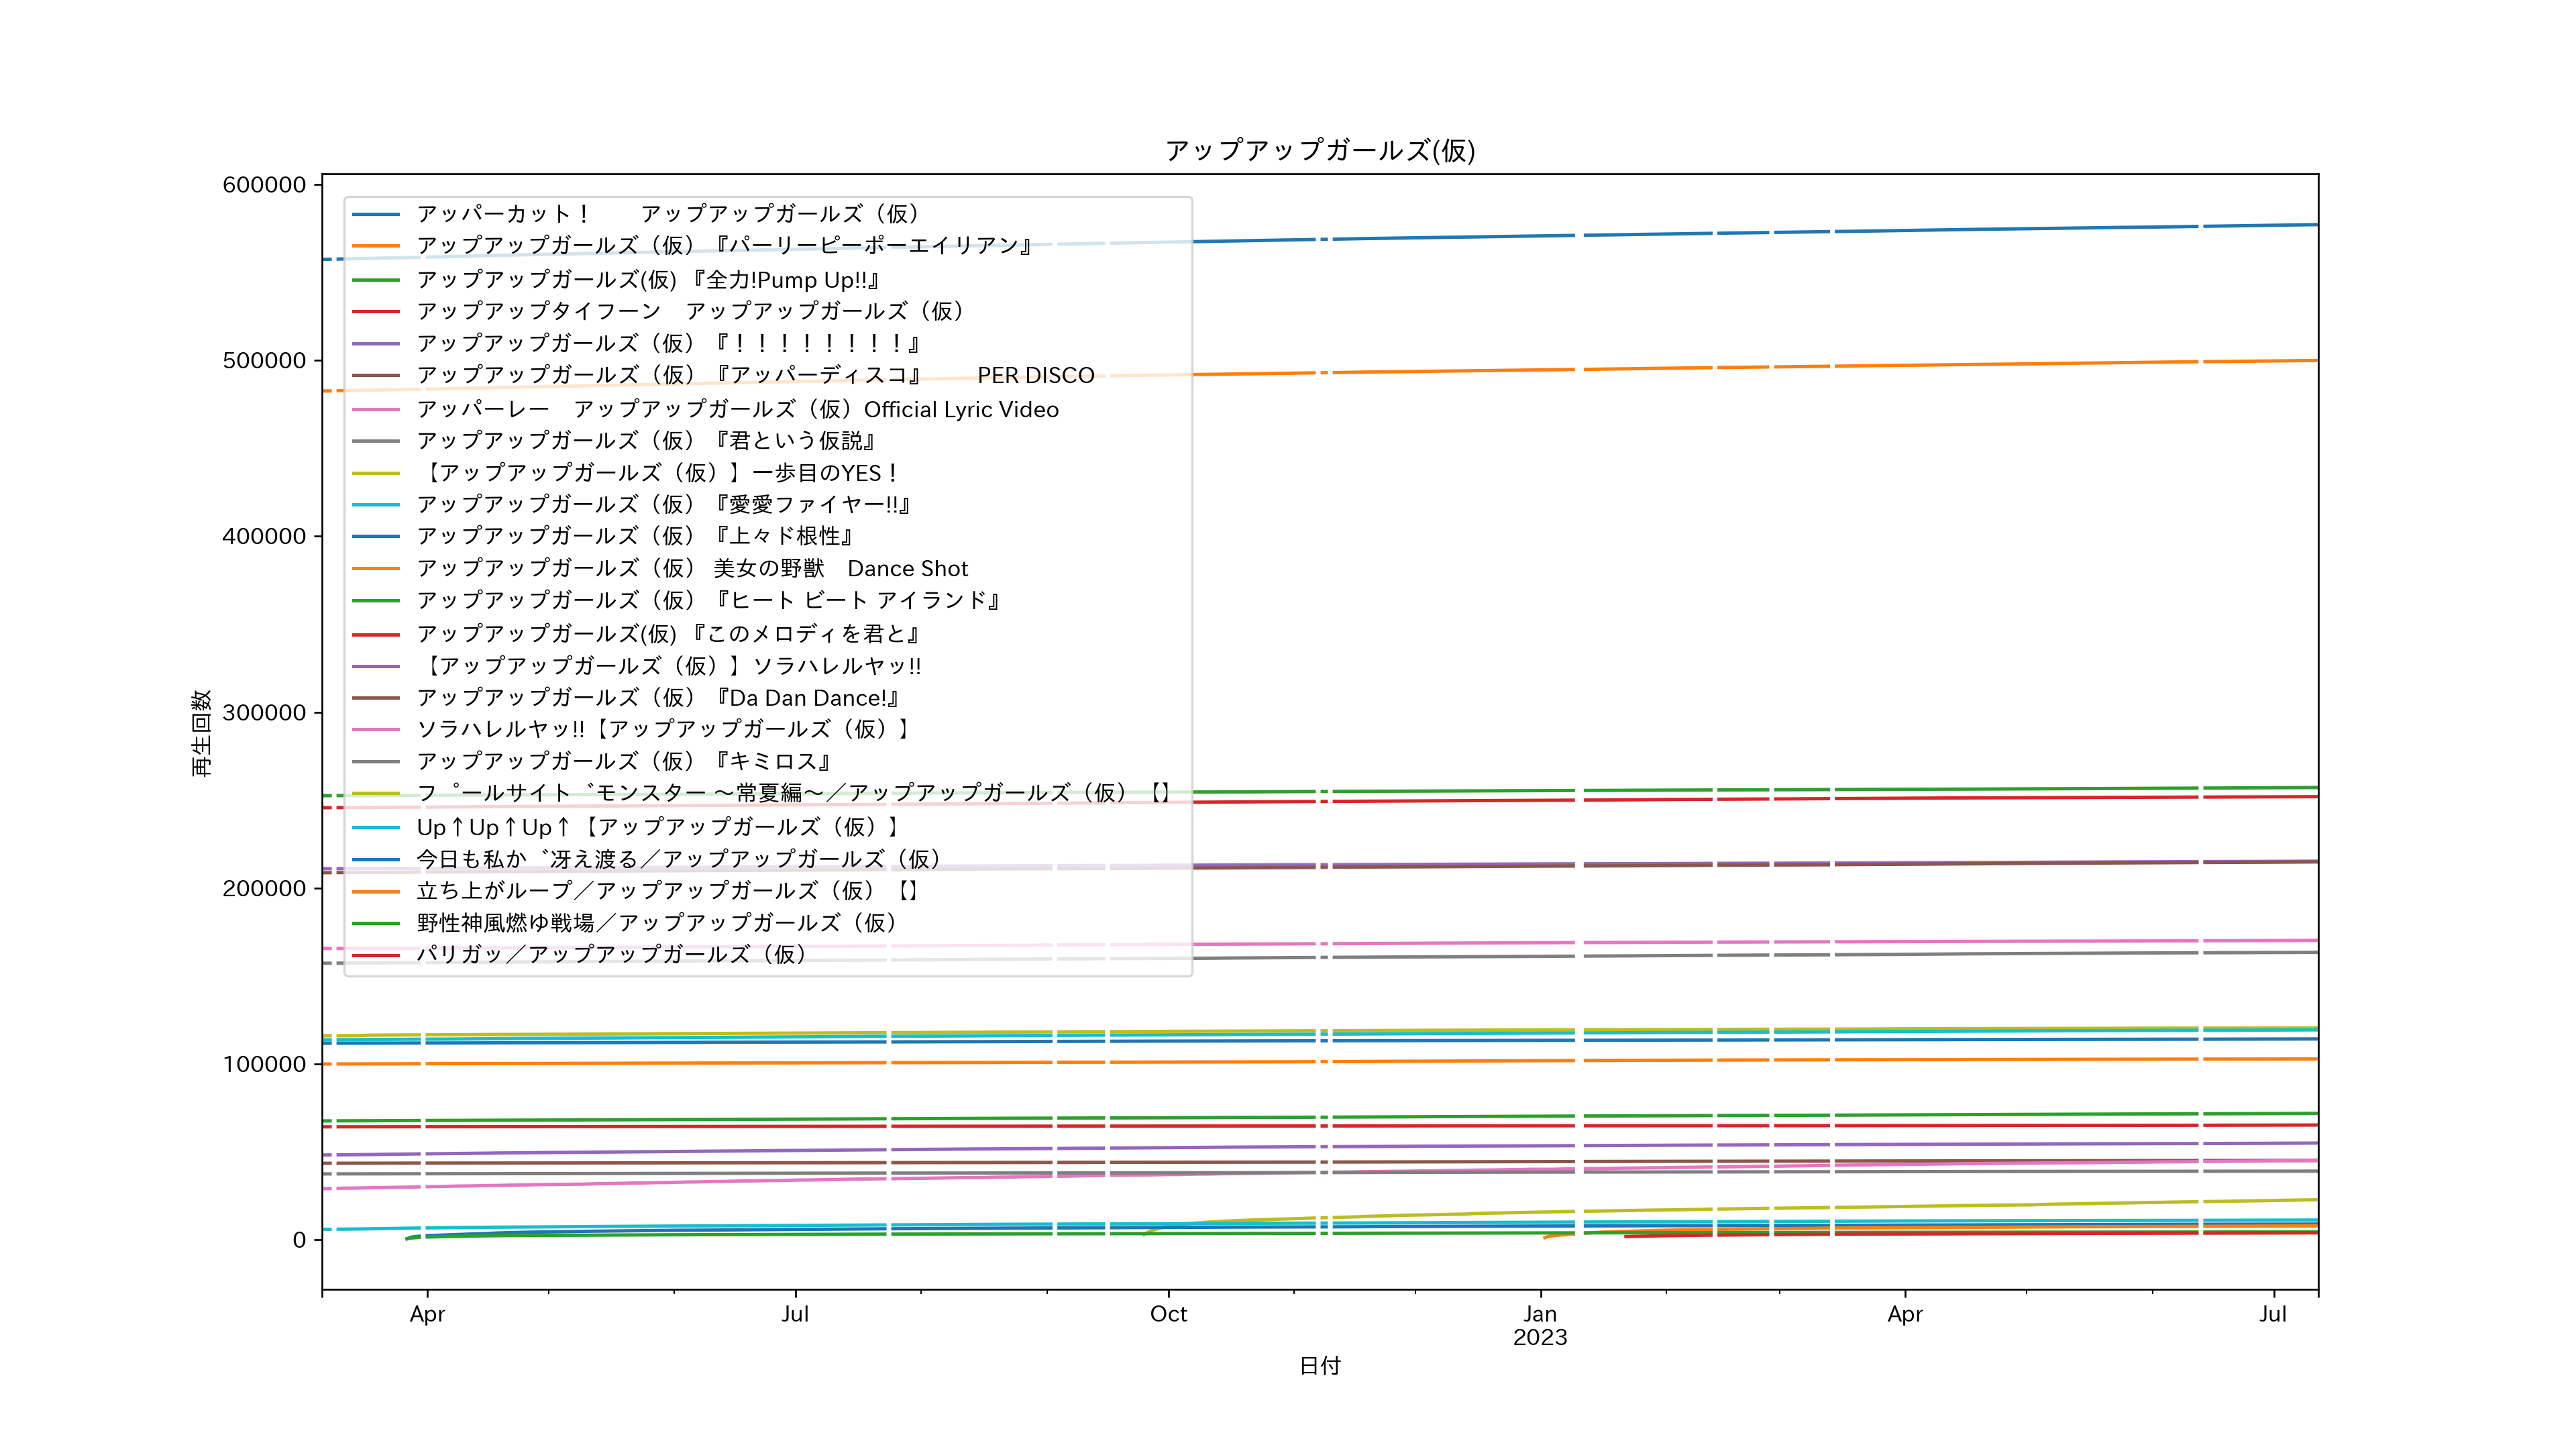 アップアップガールズ(仮)
600000
500000
400000
300000
200000
100000
0
再生回数
アッパーカット！　　アップアップガールズ（仮）
アップアップガールズ（仮）『パーリーピーポーエイリアン』
アップアップガールズ(仮) 『全力!Pump Up!!』
アップアップタイフーン　アップアップガールズ（仮）
アップアップガールズ（仮）『！！！！！！！！』
アップアップガールズ（仮）『アッパーディスコ』　　PER DISCO
アッパーレー　アップアップガールズ（仮）Official Lyric Video
アップアップガールズ（仮）『君という仮説』
【アップアップガールズ（仮）】一歩目のYES！
アップアップガールズ（仮）『愛愛ファイヤー!!』
アップアップガールズ（仮）『上々ド根性』
アップアップガールズ（仮） 美女の野獣　Dance Shot
アップアップガールズ（仮）『ヒート ビート アイランド』
アップアップガールズ(仮) 『このメロディを君と』
【アップアップガールズ（仮）】ソラハレルヤッ!!
アップアップガールズ（仮）『Da Dan Dance!』
ソラハレルヤッ!!【アップアップガールズ（仮）】
アップアップガールズ（仮）『キミロス』
フ゜ールサイト゛モンスター ～常夏編～／アップアップガールズ（仮）【】
Up↑Up↑Up↑【アップアップガールズ（仮）】
今日も私か゛冴え渡る／アップアップガールズ（仮）
立ち上がループ／アップアップガールズ（仮）【】
野性神風燃ゆ戦場／アップアップガールズ（仮）
パリガッ／アップアップガールズ（仮）
Apr Jul Oct Jan Apr Jul
2023
日付